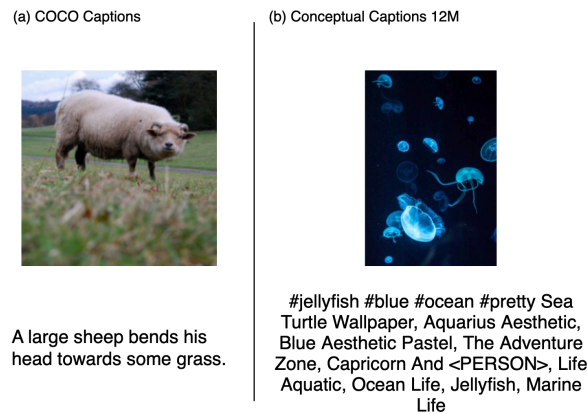 (a) COCO Captions
(b) Conceptual Captions 12M
A large sheep bends his
head towards some grass.
#jellyfish #blue #ocean #pretty Sea
Turtle Wallpaper, Aquarius Aesthetic,
Blue Aesthetic Pastel, The Adventure
Zone, Capricorn And <PERSON>, Life
Aquatic, Ocean Life, Jellyfish, Marine
Life